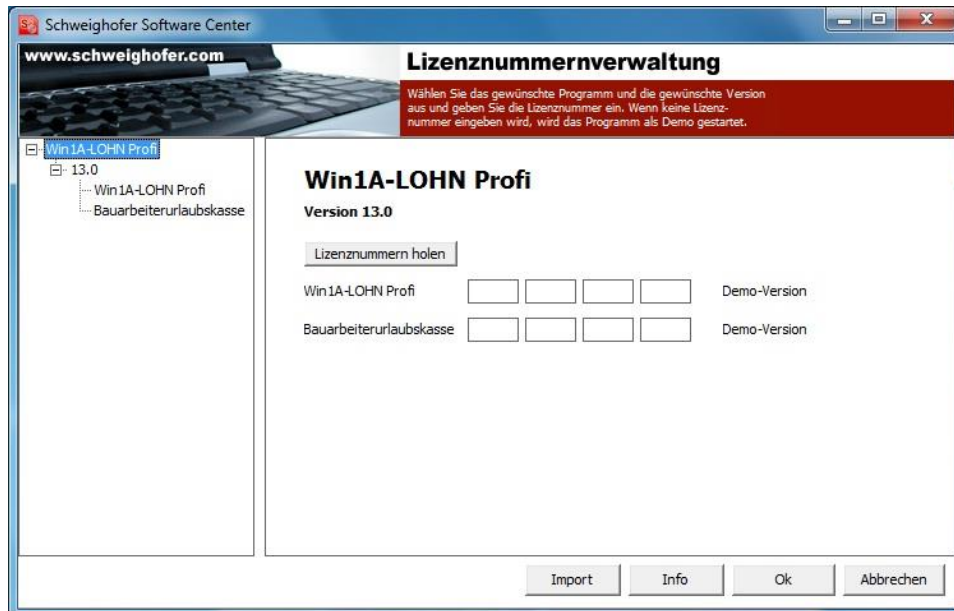 Schweighofer Software Center
www.schweighofer.com
Lizenznummernverwaltung
Wählen Sie das gewünschte Programm und die gewünschte Version
aus und geben Sie die Lizenznummer ein. Wenn keine Lizenz-
nummer eingeben wird, wird das Programm als Demo gestartet.
Win1A-LOHN Profi
13.0
Win1A-LOHN Profi
Bauarbeiterurlaubskasse
Win1A-LOHN Profi
Version 13.0
Lizenznummern holen
Win1A-LOHN Profi Demo-Version
Bauarbeiterurlaubskasse Demo-Version
Import Info Ok Abbrechen